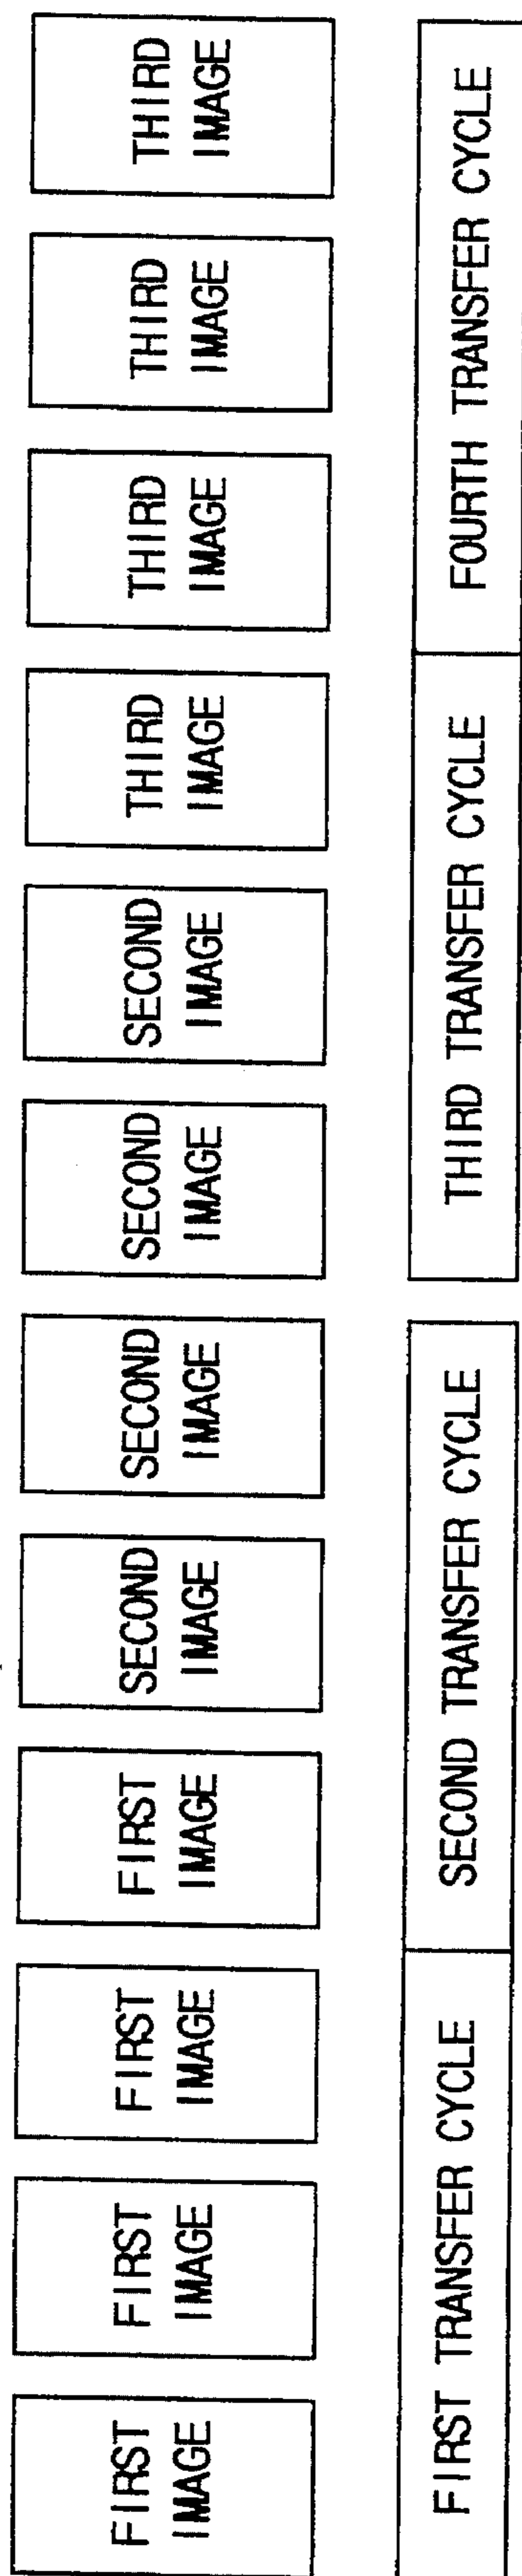 FIRST
IMAGE
FIRST
IMAGE
FIRST
IMAGE
FIRST
IMAGE
SECOND
IMAGE
SECOND
IMAGE
SECOND
IMAGE
SECOND
IMAGE
THIRD
IMAGE
THIRD
IMAGE
THIRD
IMAGE
THIRD
IMAGE
FIRST TRANSFER CYCLE
SECOND TRANSFER CYCLE
THIRD TRANSFER CYCLE
FOURTH TRANSFER CYCLE